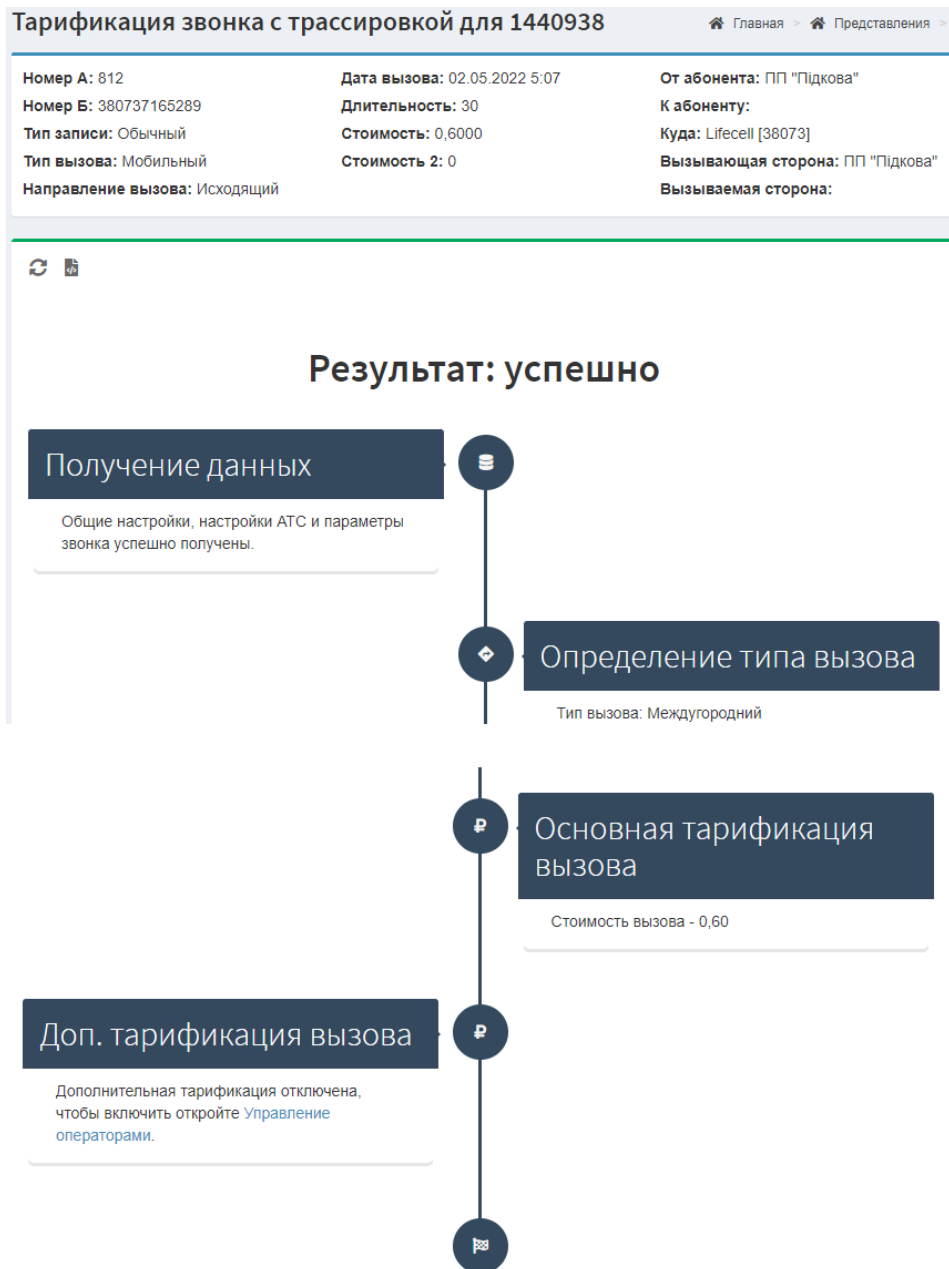 Тарификация звонка с трассировкой для 1440938
Главная > Представления >
Номер А: 812
Номер Б: 380737165289
Тип записи: Обычный
Тип вызова: Мобильный
Направление вызова: Исходящий
Дата вызова: 02.05.2022 5:07
Длительность: 30
Стоимость: 0,6000
Стоимость 2: 0
От абонента: ПП "Підкова"
К абоненту:
Куда: Lifecell [38073]
Вызывающая сторона: ПП "Підкова"
Вызываемая сторона:
Результат: успешно
Получение данных
Общие настройки, настройки АТС и параметры
звонка успешно получены.
Определение типа вызова
Тип вызова: Междугородний
Основная тарификация
вызова
Стоимость вызова - 0,60
Доп. тарификация вызова
Дополнительная тарификация отключена,
чтобы включить откройте Управление
операторами.